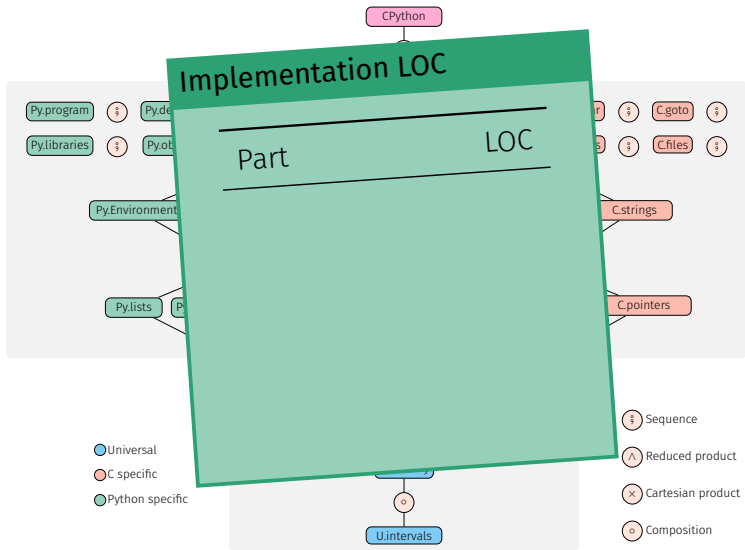 CPython
Implementation LOC
Part LOC
Py.program
C.goto
Py.libraries
C.files
Py.Environment
C.strings
Py.lists
C.pointers
Universal
C specific
Python specific
Sequence
Reduced product
Cartesian product
Composition
U.intervals